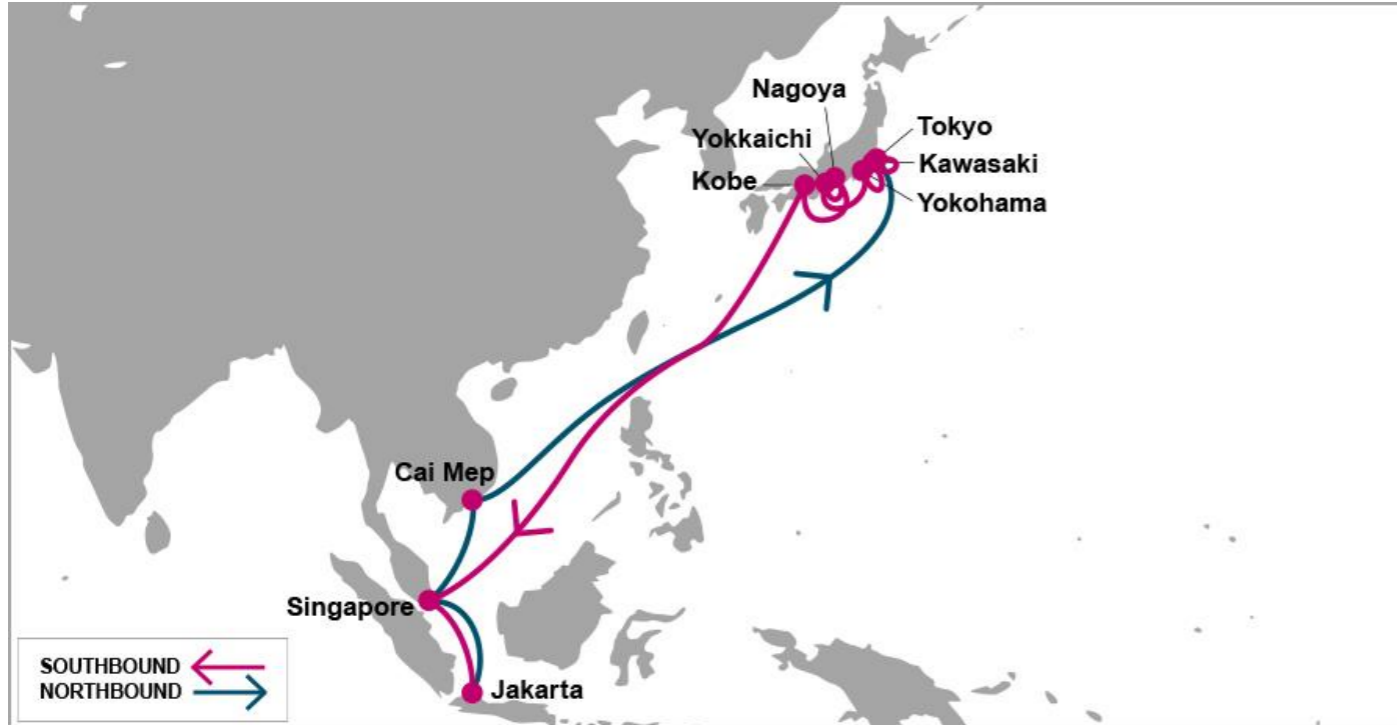 Nagoya
Yokkaichi
Tokyo
Kobe
Kawasaki
Yokohama
Cai Mep
Singapore
Jakarta
SOUTHBOUND
NORTHBOUND